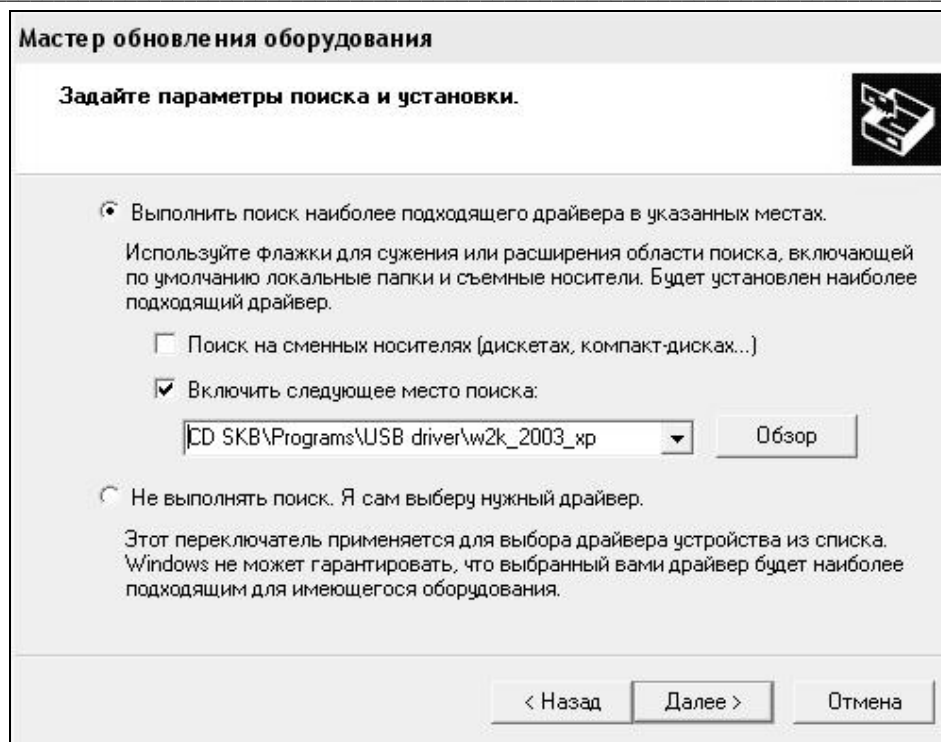 Мастер обновления оборудования
Задайте параметры поиска и установки.
Выполнить поиск наиболее подходящего драйвера в указанных местах.
Используйте флажки для сужения или расширения области поиска, включающей
по умолчанию локальные папки и съемные носители. Будет установлен наиболее
подходящий драйвер.
Поиск на сменных носителях (дискетах, компакт-дисках...)
Включить следующее место поиска:
CD SKB\Programs\USB driver\w2k_2003_xp
Обзор
Не выполнять поиск. Я сам выберу нужный драйвер.
Этот переключатель применяется для выбора драйвера устройства из списка.
Windows не может гарантировать, что выбранный вами драйвер будет наиболее
подходящим для имеющегося оборудования.
< Назад
Далее >
Отмена